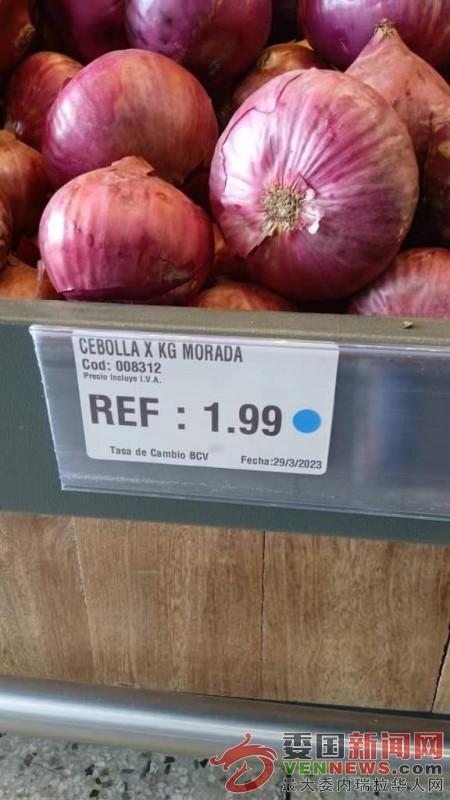 CEBOLLA X KG MORADA
Cod: 008312
Precio Incluye I.V.A.
REF : 1.99
Tasa de Cambio BCV Fecha:29/3/2023
委国新闻网
VENNEWS.COM
最大委内瑞拉华人网